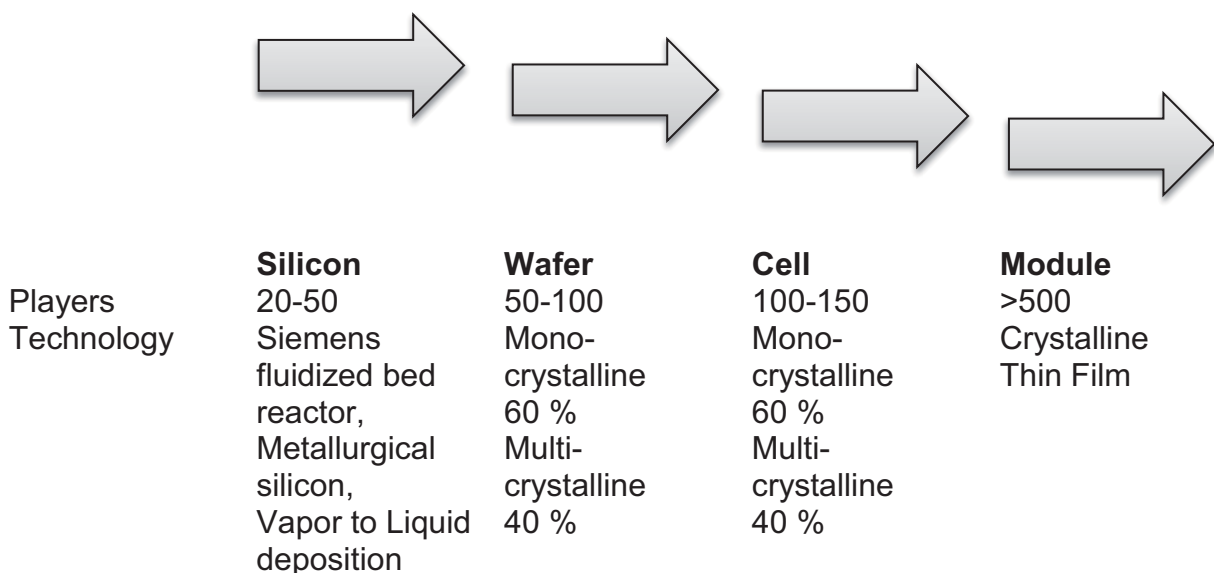 Silicon Wafer Cell Module
Players 20-50 50-100 100-150 >500
Technology Siemens Mono- Mono- Crystalline
fluidized bed crystalline crystalline Thin Film
reactor, 60 % 60 %
Metallurgical Multi- Multi-
silicon, crystalline crystalline
Vapor to Liquid 40 % 40 %
deposition